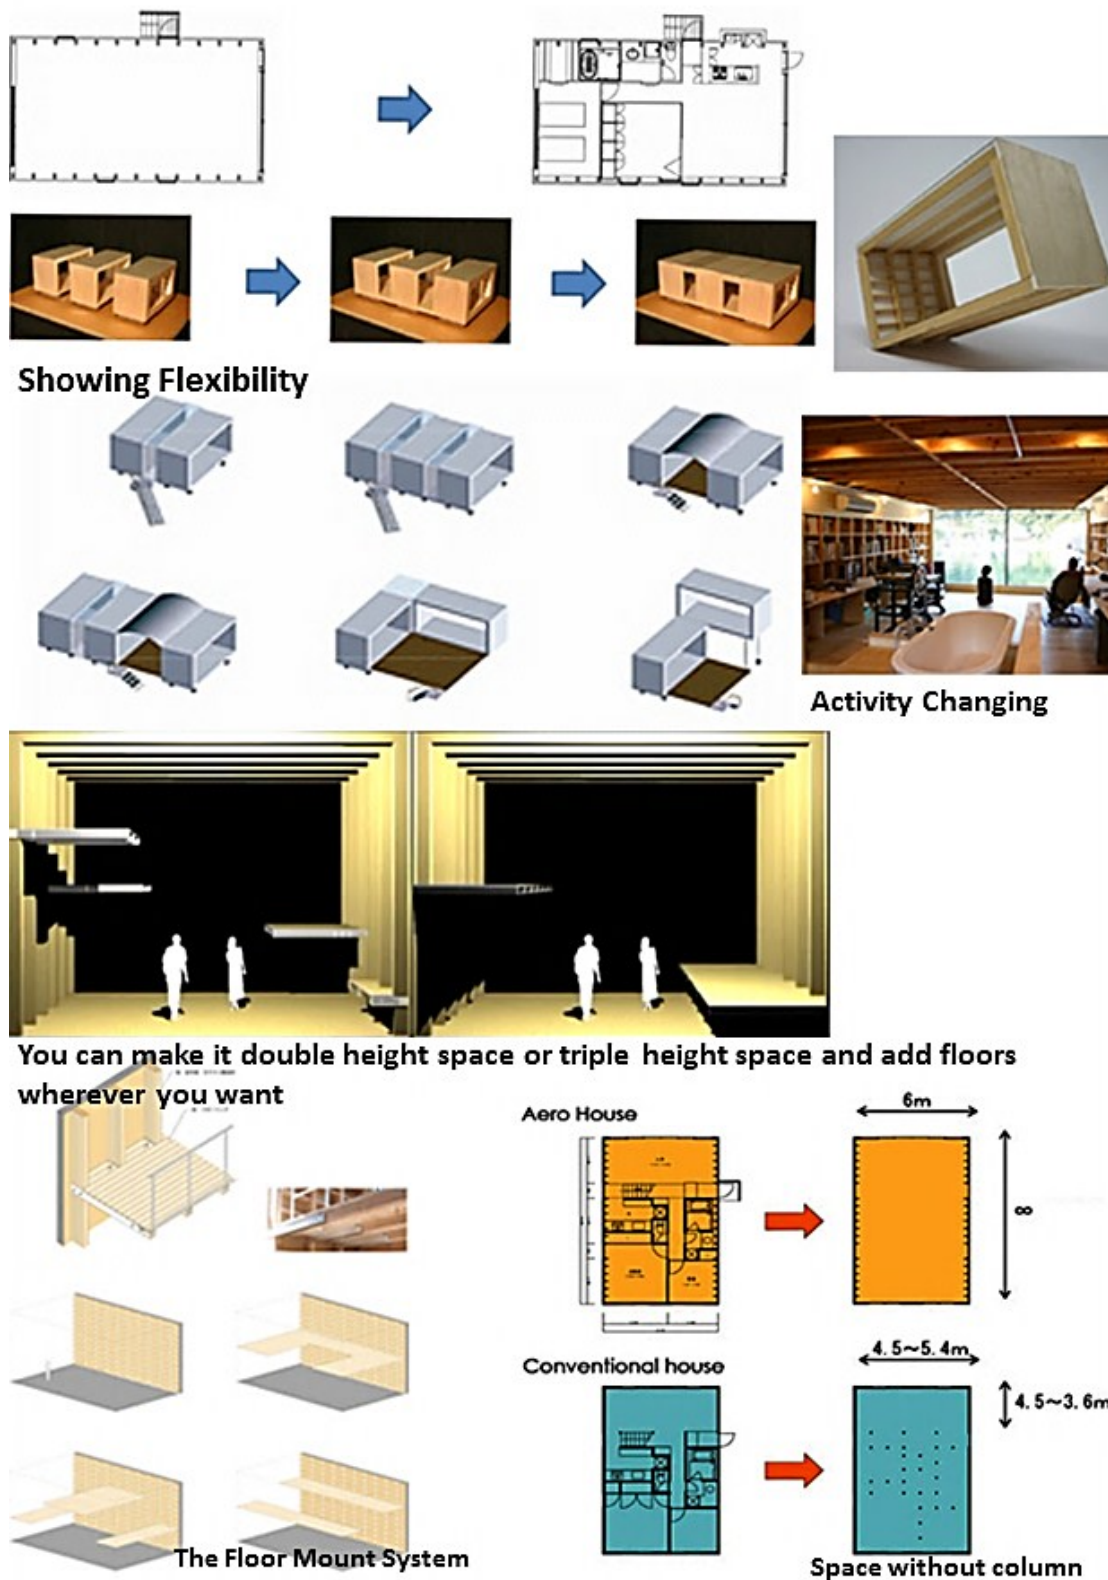 Showing Flexibility
Activity Changing
You can make it double height space or triple height space and add floors
wherever you want
Aero House
6m
∞
Conventional house
4.5~5.4m
4.5~3.6m
The Floor Mount System
Space without column